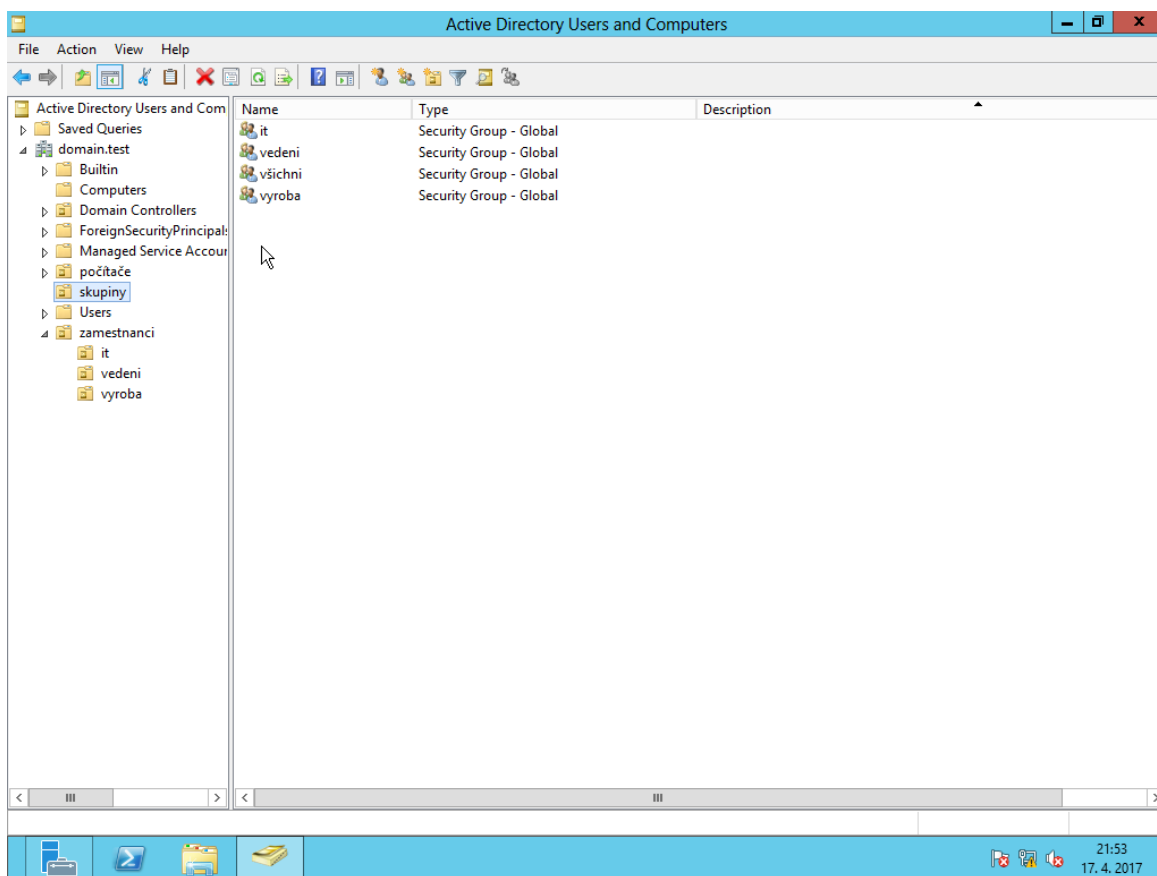 Active Directory Users and Computers
File Action View Help
Active Directory Users and Com
Saved Queries
domain.test
Builtin
Computers
Domain Controllers
ForeignSecurityPrincipals
Managed Service Accour
počítače
skupiny
Users
zamestnanci
it
vedeni
vyroba
Name Type Description
it Security Group - Global
vedeni Security Group - Global
všichni Security Group - Global
vyroba Security Group - Global
21:53
17. 4. 2017